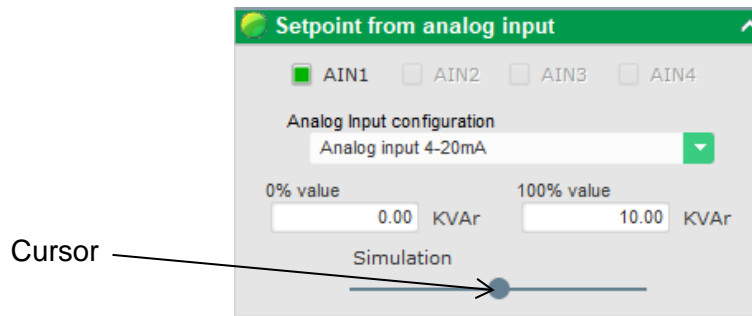 Setpoint from analog input
AIN1 AIN2 AIN3 AIN4
Analog Input configuration
Analog input 4-20mA
0% value 100% value
0.00 KVAr 10.00 KVAr
Cursor
Simulation